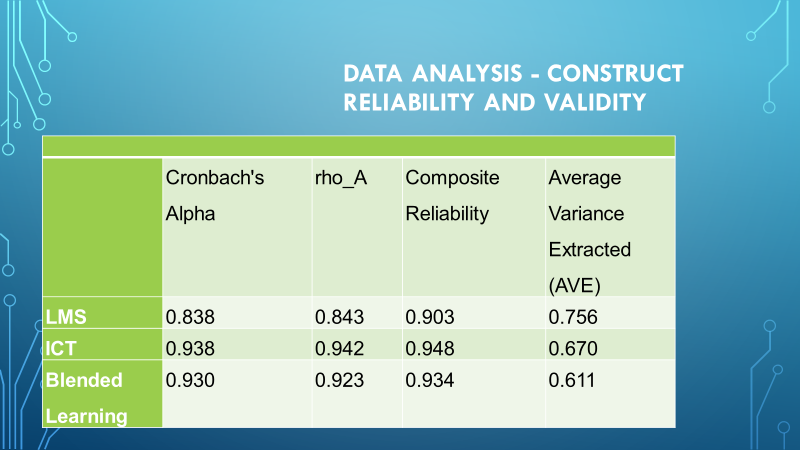 DATA ANALYSIS - CONSTRUCT
RELIABILITY AND VALIDITY
Cronbach's Alpha rho_A Composite Reliability Average Variance Extracted (AVE)
LMS 0.838 0.843 0.903 0.756
ICT 0.938 0.942 0.948 0.670
Blended Learning 0.930 0.923 0.934 0.611